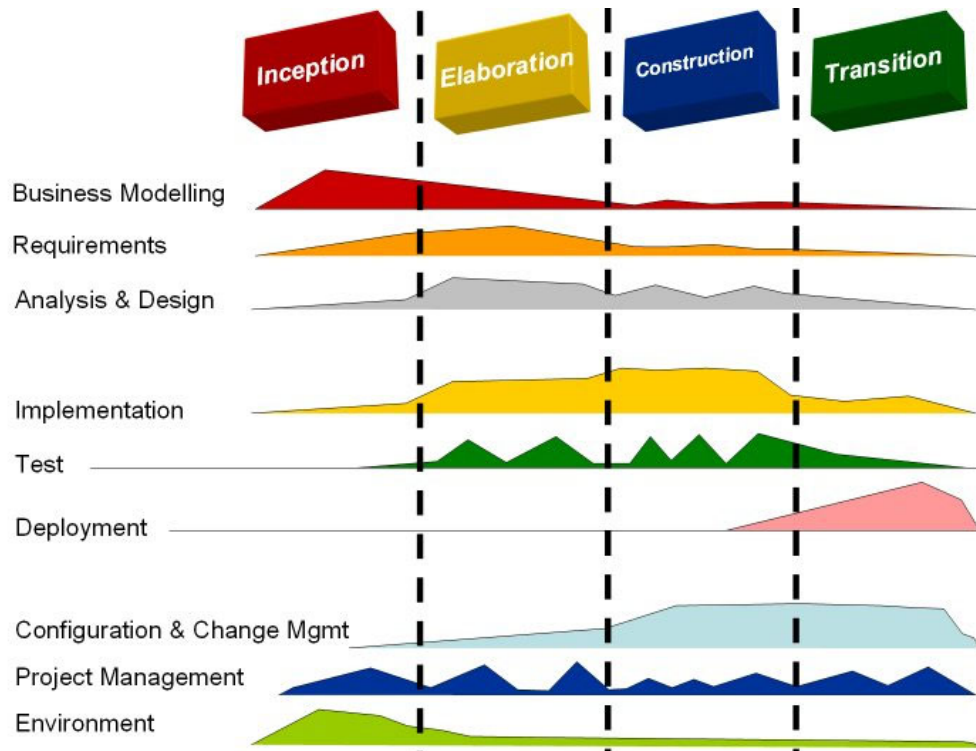 Inception
Elaboration
Construction
Transition
Business Modelling
Requirements
Analysis & Design
Implementation
Test
Deployment
Configuration & Change Mgmt
Project Management
Environment